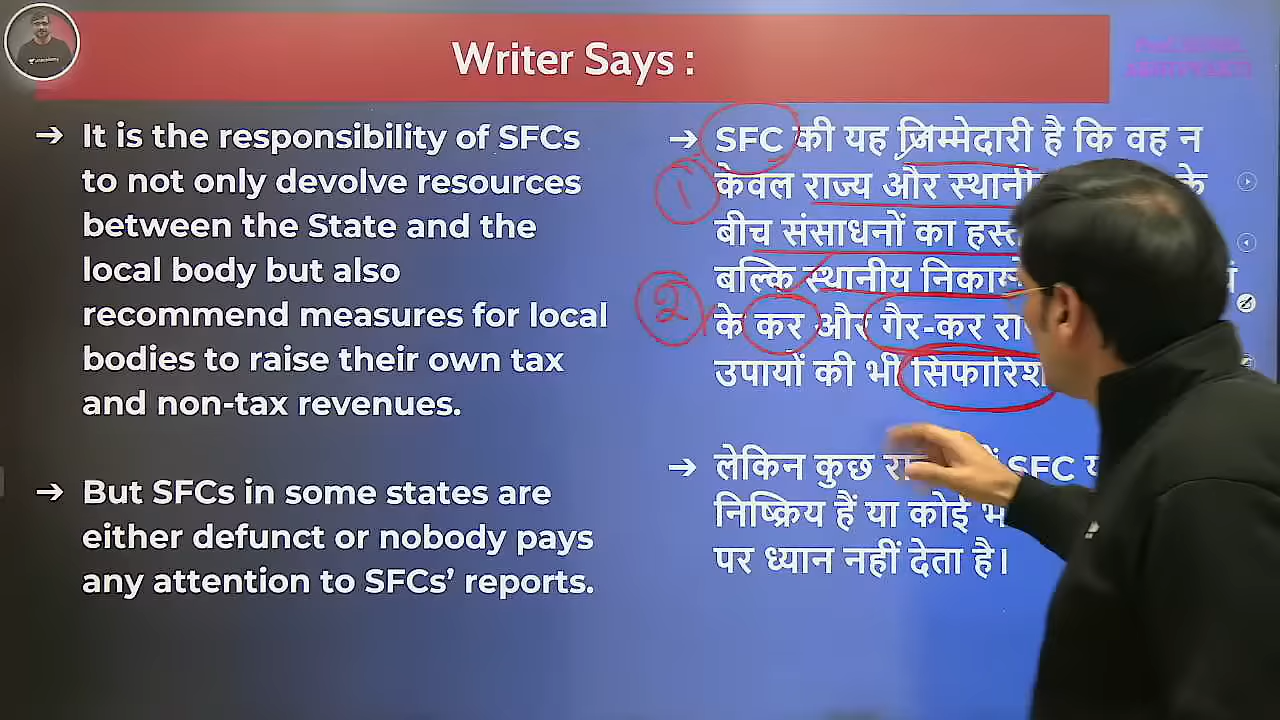 Writer Says :
→ It is the responsibility of SFCs
to not only devolve resources
between the State and the
local body but also
recommend measures for local
bodies to raise their own tax
and non-tax revenues.
→ But SFCs in some states are
either defunct or nobody pays
any attention to SFCs’ reports.
→ SFC की यह जिम्मेदारी है कि वह न
1 केवल राज्य और स्थानीय के
बीच संसाधनों का
बल्कि स्थानीय
2 के कर और गैर-कर
उपायों की भी सिफारिश
→ लेकिन कुछ SFC
निष्क्रिय हैं या कोई
पर ध्यान नहीं देता है।